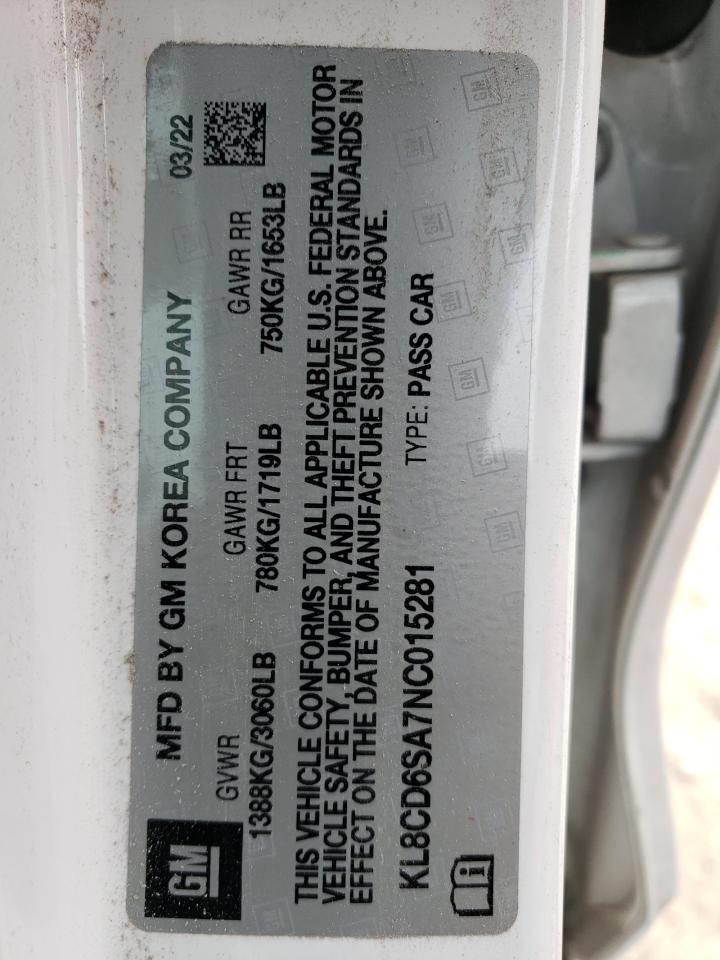 GM
MFD BY GM KOREA COMPANY 03/22
GVWR GAWR FRT GAWR RR
1388KG/3060LB 780KG/1719LB 750KG/1653LB
THIS VEHICLE CONFORMS TO ALL APPLICABLE U.S. FEDERAL MOTOR
VEHICLE SAFETY, BUMPER, AND THEFT PREVENTION STANDARDS IN
EFFECT ON THE DATE OF MANUFACTURE SHOWN ABOVE.
KL8CD6SA7NC015281 TYPE: PASS CAR